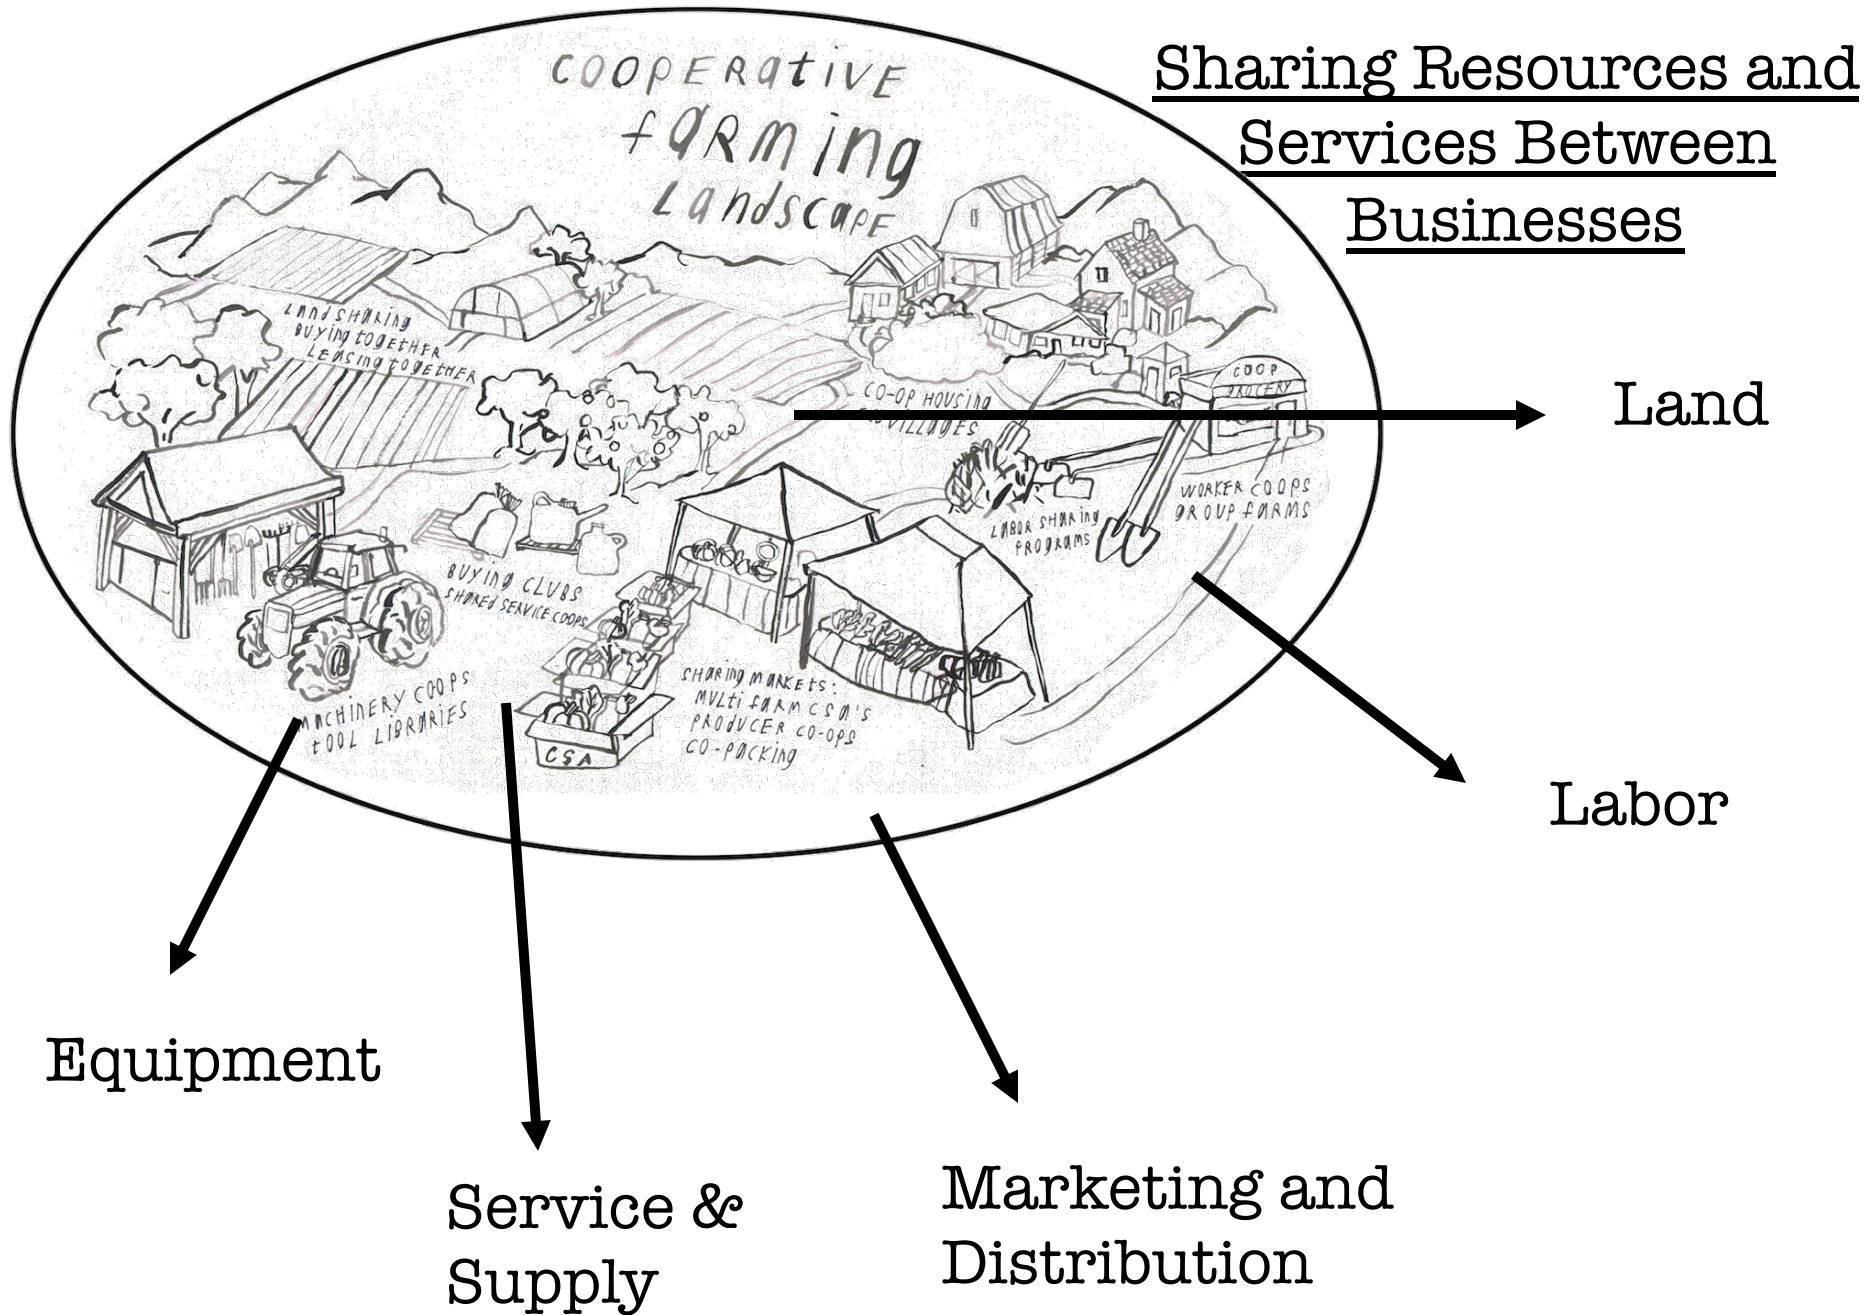 COOPERATIVE
FARMING
LANDSCAPE
Sharing Resources and
Services Between
Businesses
LAND SHARING
BUYING TOGETHER
LEASING TOGETHER
CO-OP HOUSING
COOP
GROCERY
Land
WORKER COOPS
GROUP FARMS
LABOR SHARING
PROGRAMS
BUYING CLUBS
SHARED SERVICE COOPS
MACHINERY COOPS
TOOL LIBRARIES
SHARING MARKETS:
MULTI FARM CSA'S
PRODUCER CO-OPS
CO-PACKING
CSA
Labor
Equipment
Service &
Supply
Marketing and
Distribution